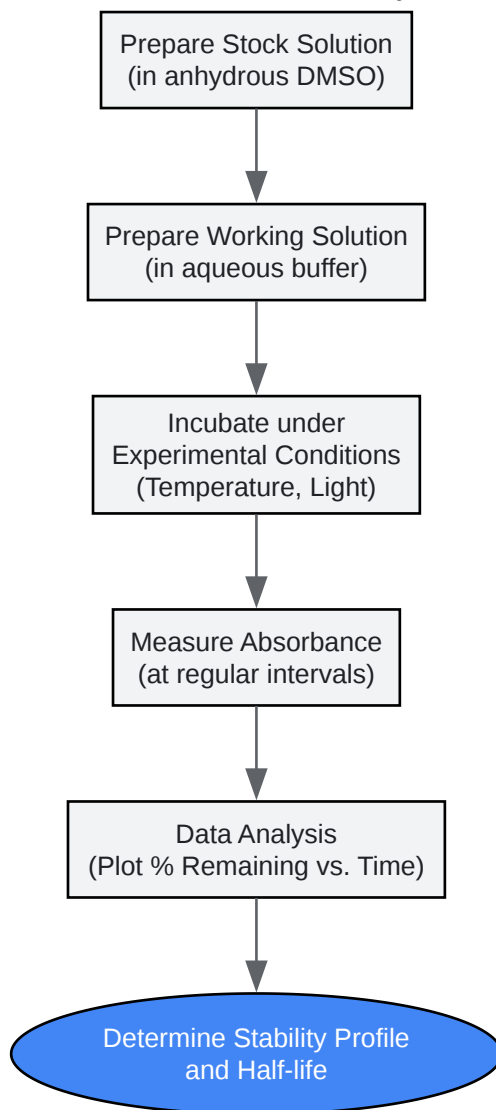 Prepare Stock Solution
(in anhydrous DMSO)
Prepare Working Solution
(in aqueous buffer)
Incubate under
Experimental Conditions
(Temperature, Light)
Measure Absorbance
(at regular intervals)
Data Analysis
(Plot % Remaining vs. Time)
Determine Stability Profile
and Half-life